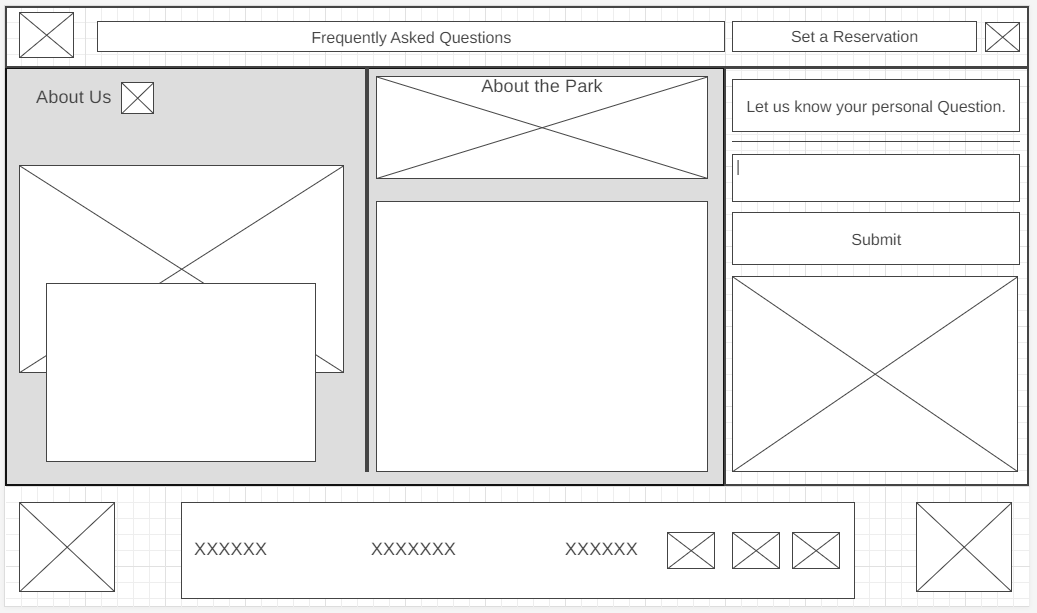 Frequently Asked Questions
Set a Reservation
About Us
About the Park
Let us know your personal Question.
Submit
XXXXXX
XXXXXXX
XXXXXX